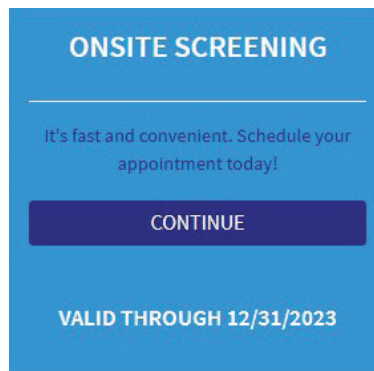 ONSITE SCREENING
It's fast and convenient. Schedule your
appointment today!
CONTINUE
VALID THROUGH 12/31/2023